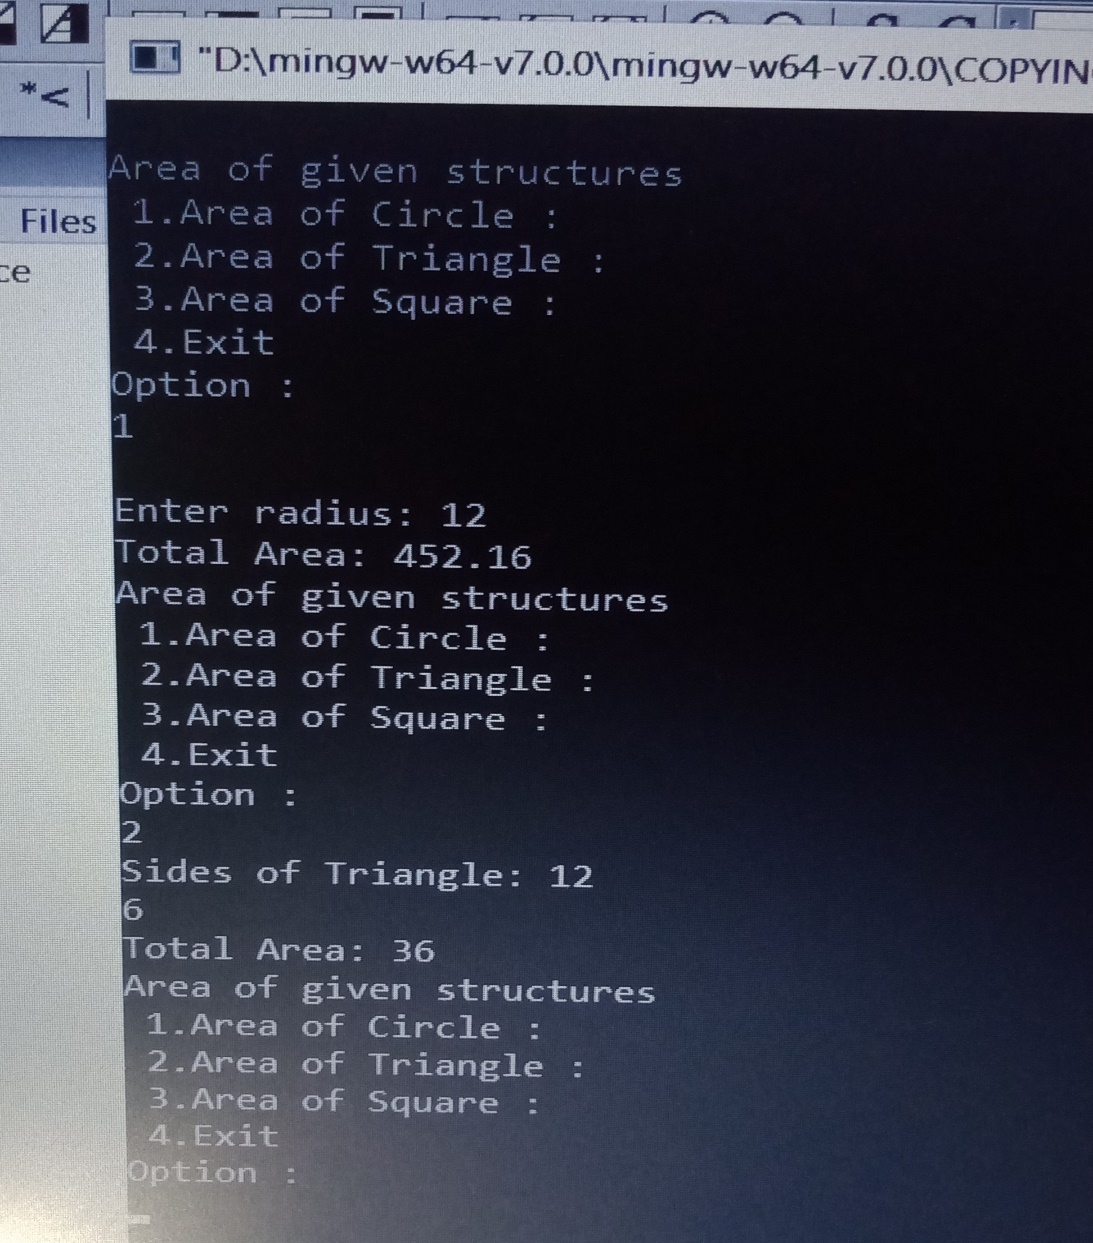 "D:\mingw-w64-v7.0.0\mingw-w64-v7.0.0\COPYIN
*<
Files
ce
Area of given structures
1.Area of Circle :
2.Area of Triangle :
3.Area of Square :
4.Exit
Option :
1
Enter radius: 12
Total Area: 452.16
Area of given structures
1.Area of Circle :
2.Area of Triangle :
3.Area of Square :
4.Exit
Option :
2
Sides of Triangle: 12
6
Total Area: 36
Area of given structures
1.Area of Circle :
2.Area of Triangle :
3.Area of Square :
4.Exit
Option :